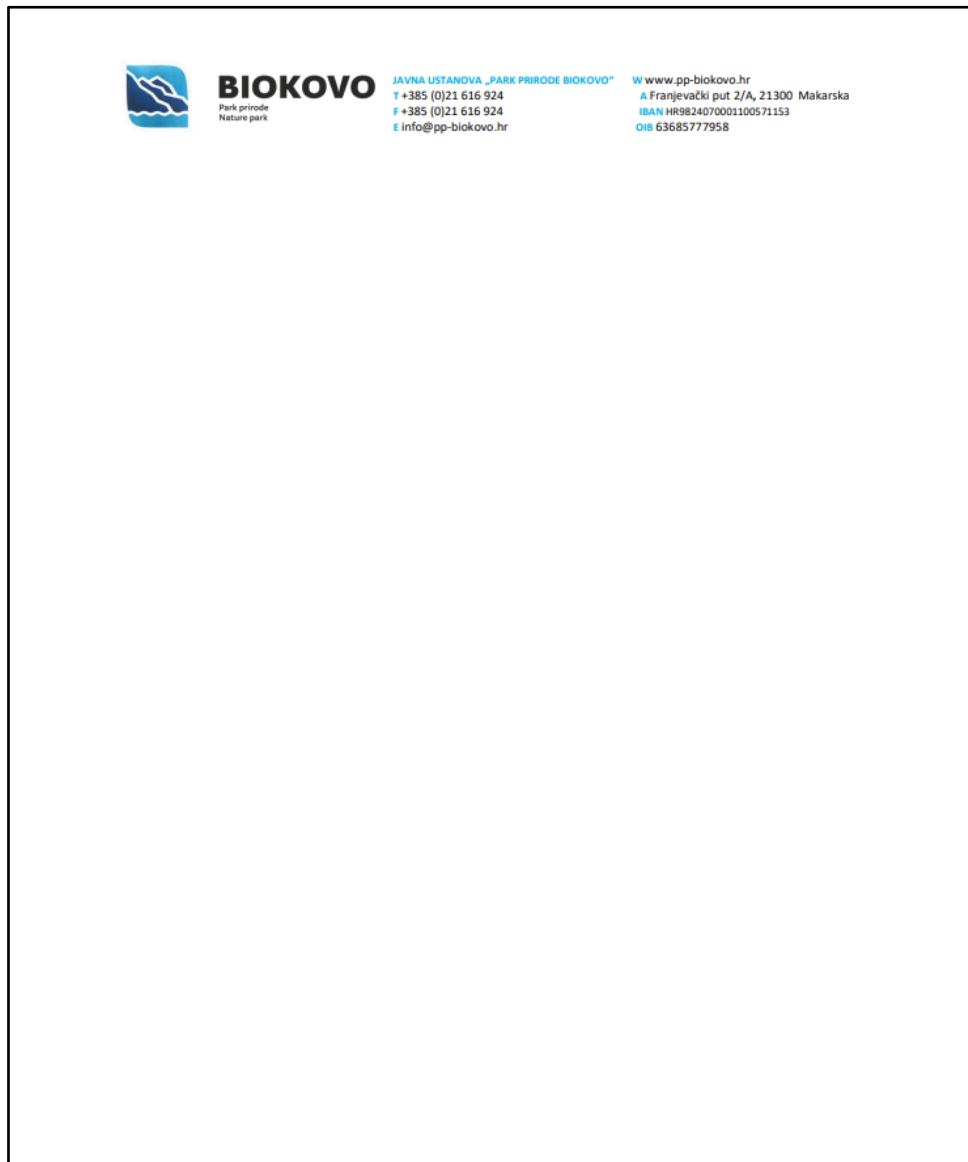 BIOKOVO
Park prirode
Nature park
JAVNA USTANOVA „PARK PRIRODE BIOKOVO”
T +385 (0)21 616 924
F +385 (0)21 616 924
E info@pp-biokovo.hr
W www.pp-biokovo.hr
A Franjevački put 2/A, 21300 Makarska
IBAN HR9824070001100571153
OIB 63685777958